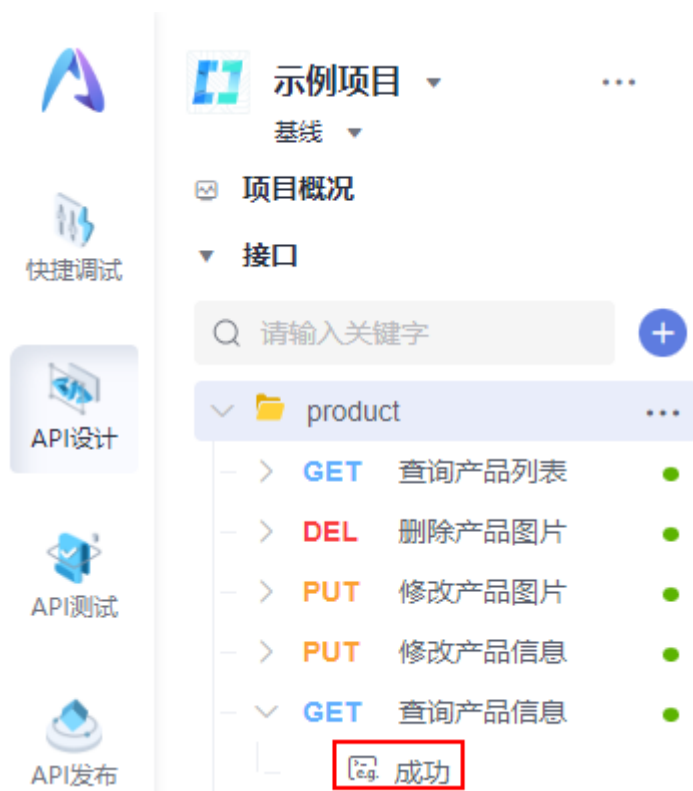 示例项目
基线
项目概况
快捷调试
接口
请输入关键字
product
API设计
GET 查询产品列表
DEL 删除产品图片
PUT 修改产品图片
API测试
PUT 修改产品信息
GET 查询产品信息
e.g. 成功
API发布